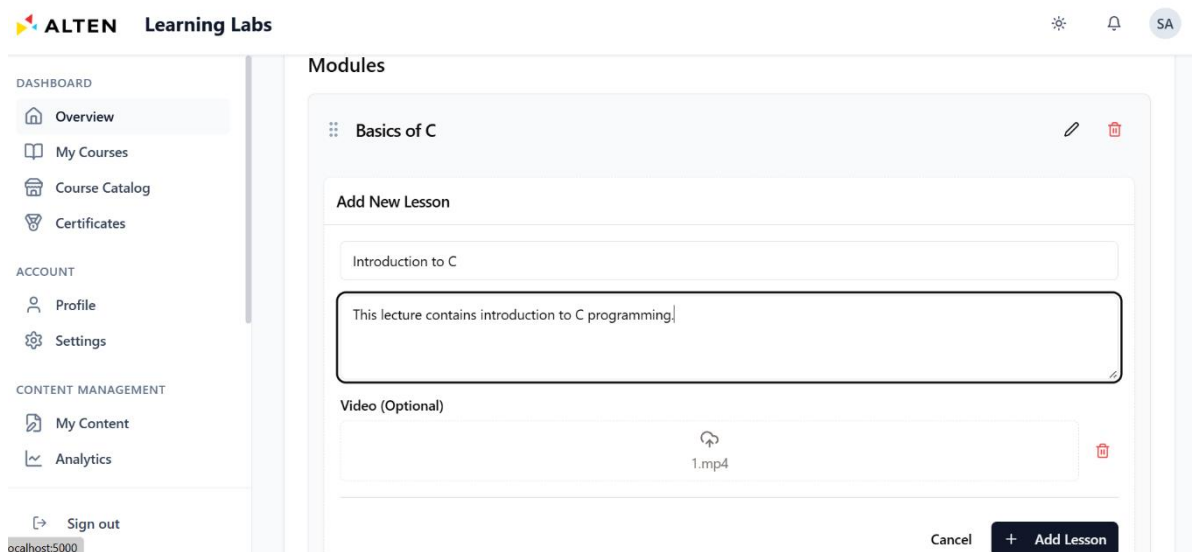 ALTEN Learning Labs
SA
DASHBOARD
Overview
My Courses
Course Catalog
Certificates
ACCOUNT
Profile
Settings
CONTENT MANAGEMENT
My Content
Analytics
Sign out
ocalhost:5000
Modules
Basics of C
Add New Lesson
Introduction to C
This lecture contains introduction to C programming.
Video (Optional)
1.mp4
Cancel + Add Lesson